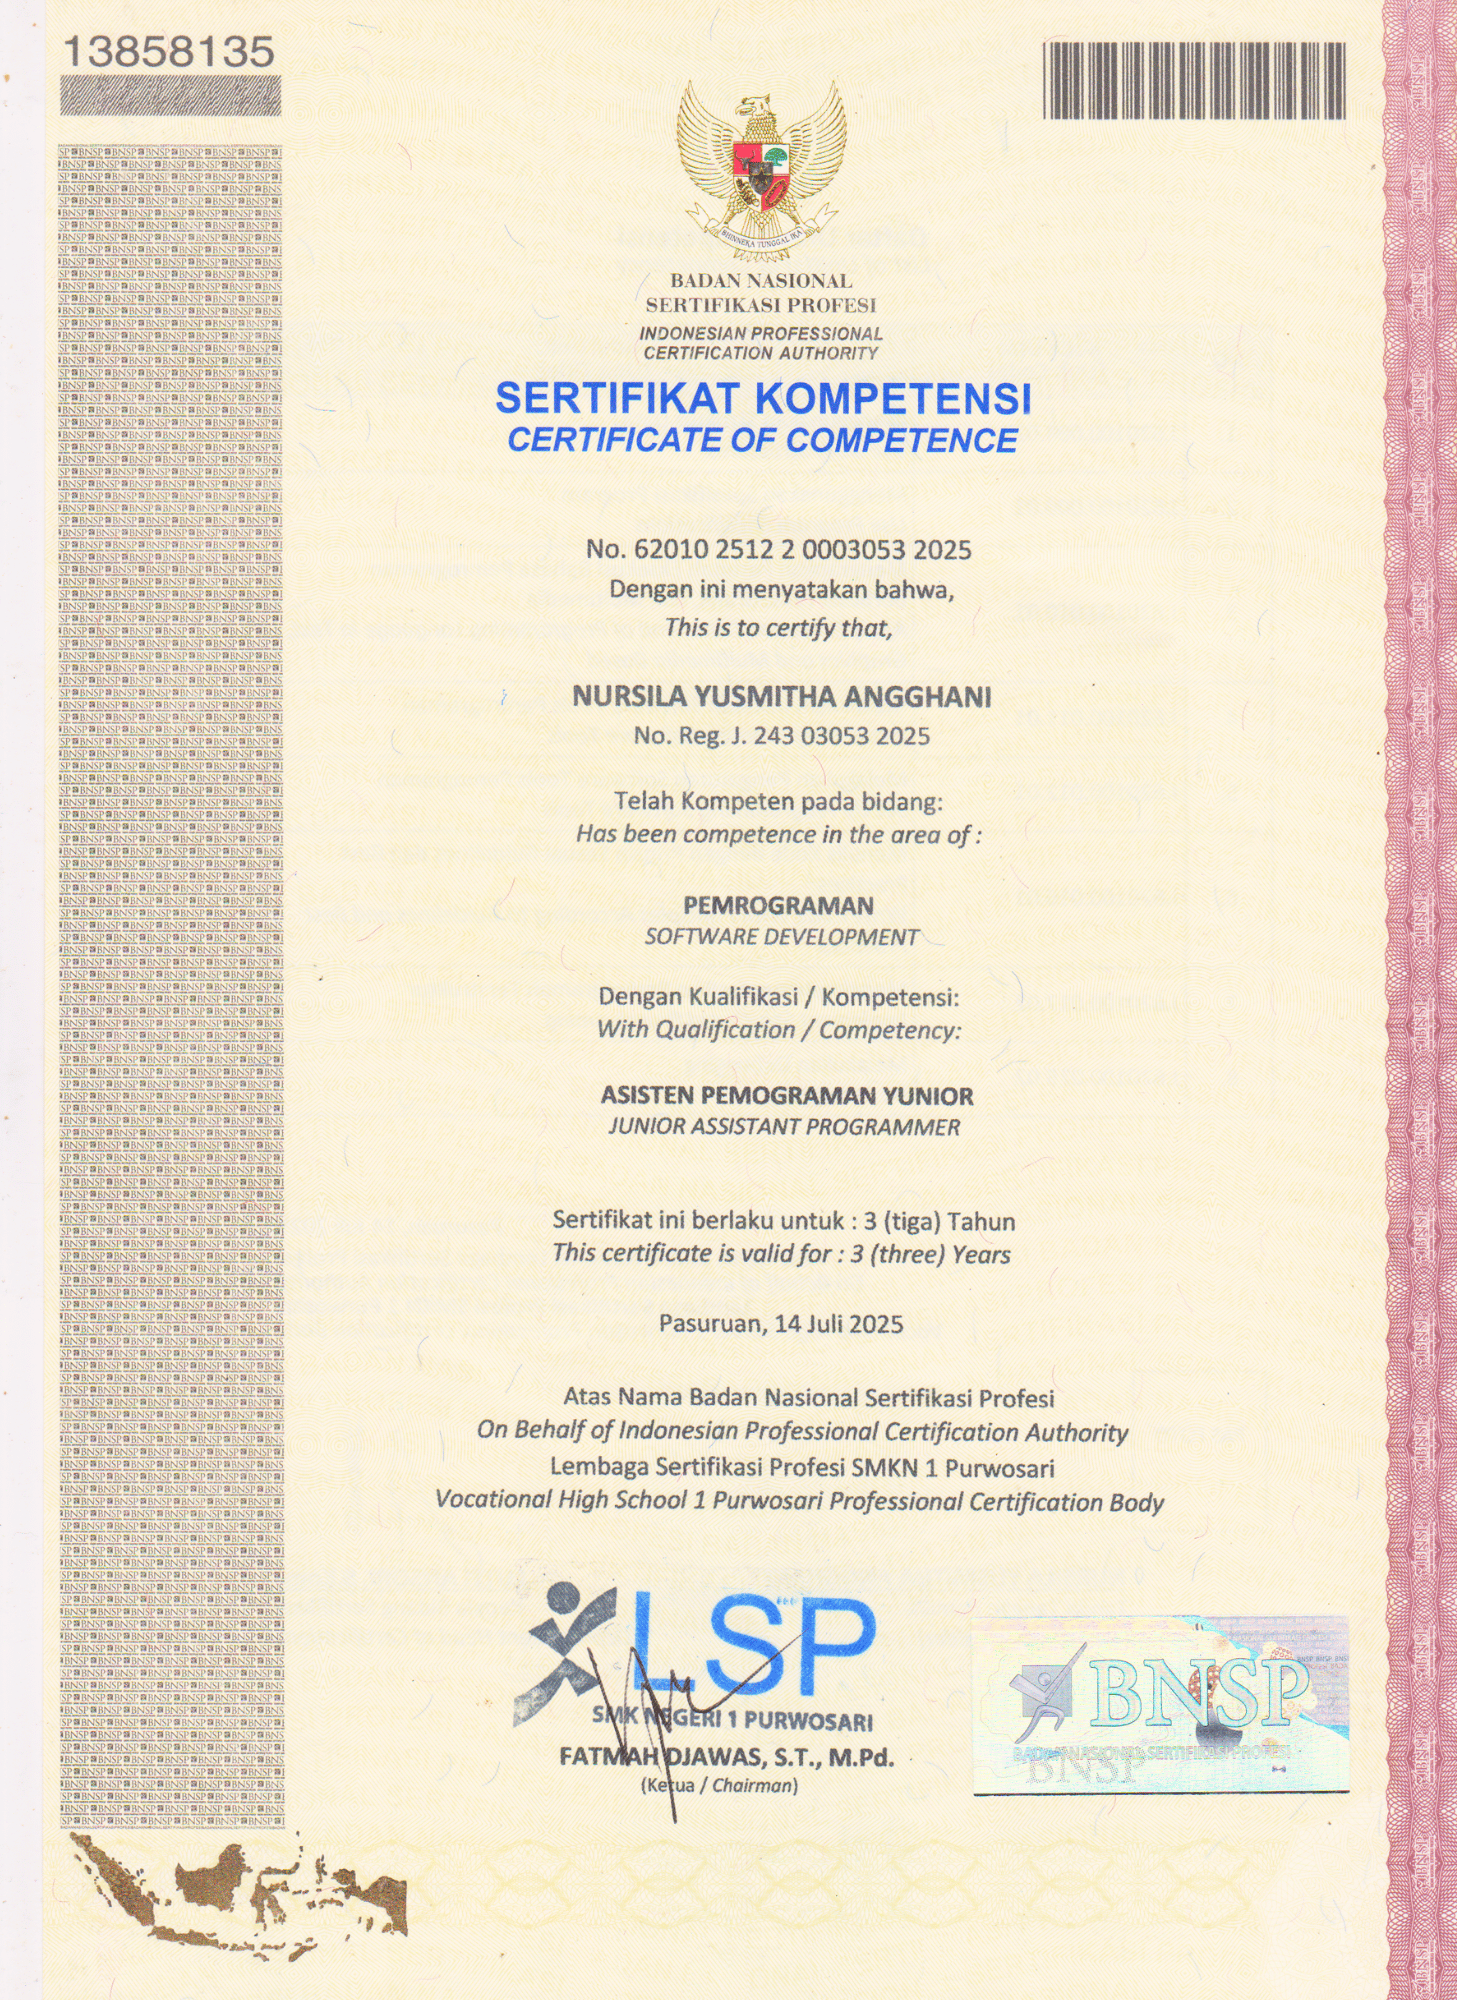 13858135
BHINNEKA TUNGGAL IKA
BADAN NASIONAL
SERTIFIKASI PROFESI
INDONESIAN PROFESSIONAL
CERTIFICATION AUTHORITY
SERTIFIKAT KOMPETENSI
CERTIFICATE OF COMPETENCE
No. 62010 2512 2 0003053 2025
Dengan ini menyatakan bahwa,
This is to certify that,
NURSILA YUSMITHA ANGGHANI
No. Reg. J. 243 03053 2025
Telah Kompeten pada bidang:
Has been competence in the area of :
PEMROGRAMAN
SOFTWARE DEVELOPMENT
Dengan Kualifikasi / Kompetensi:
With Qualification / Competency:
ASISTEN PEMOGRAMAN YUNIOR
JUNIOR ASSISTANT PROGRAMMER
Sertifikat ini berlaku untuk : 3 (tiga) Tahun
This certificate is valid for : 3 (three) Years
Pasuruan, 14 Juli 2025
Atas Nama Badan Nasional Sertifikasi Profesi
On Behalf of Indonesian Professional Certification Authority
Lembaga Sertifikasi Profesi SMKN 1 Purwosari
Vocational High School 1 Purwosari Professional Certification Body
LSP
SMK NEGERI 1 PURWOSARI
FATMAH DJAWAS, S.T., M.Pd.
(Ketua / Chairman)
BNSP
BADAN NASIONAL SERTIFIKASI PROFESI
BNSP